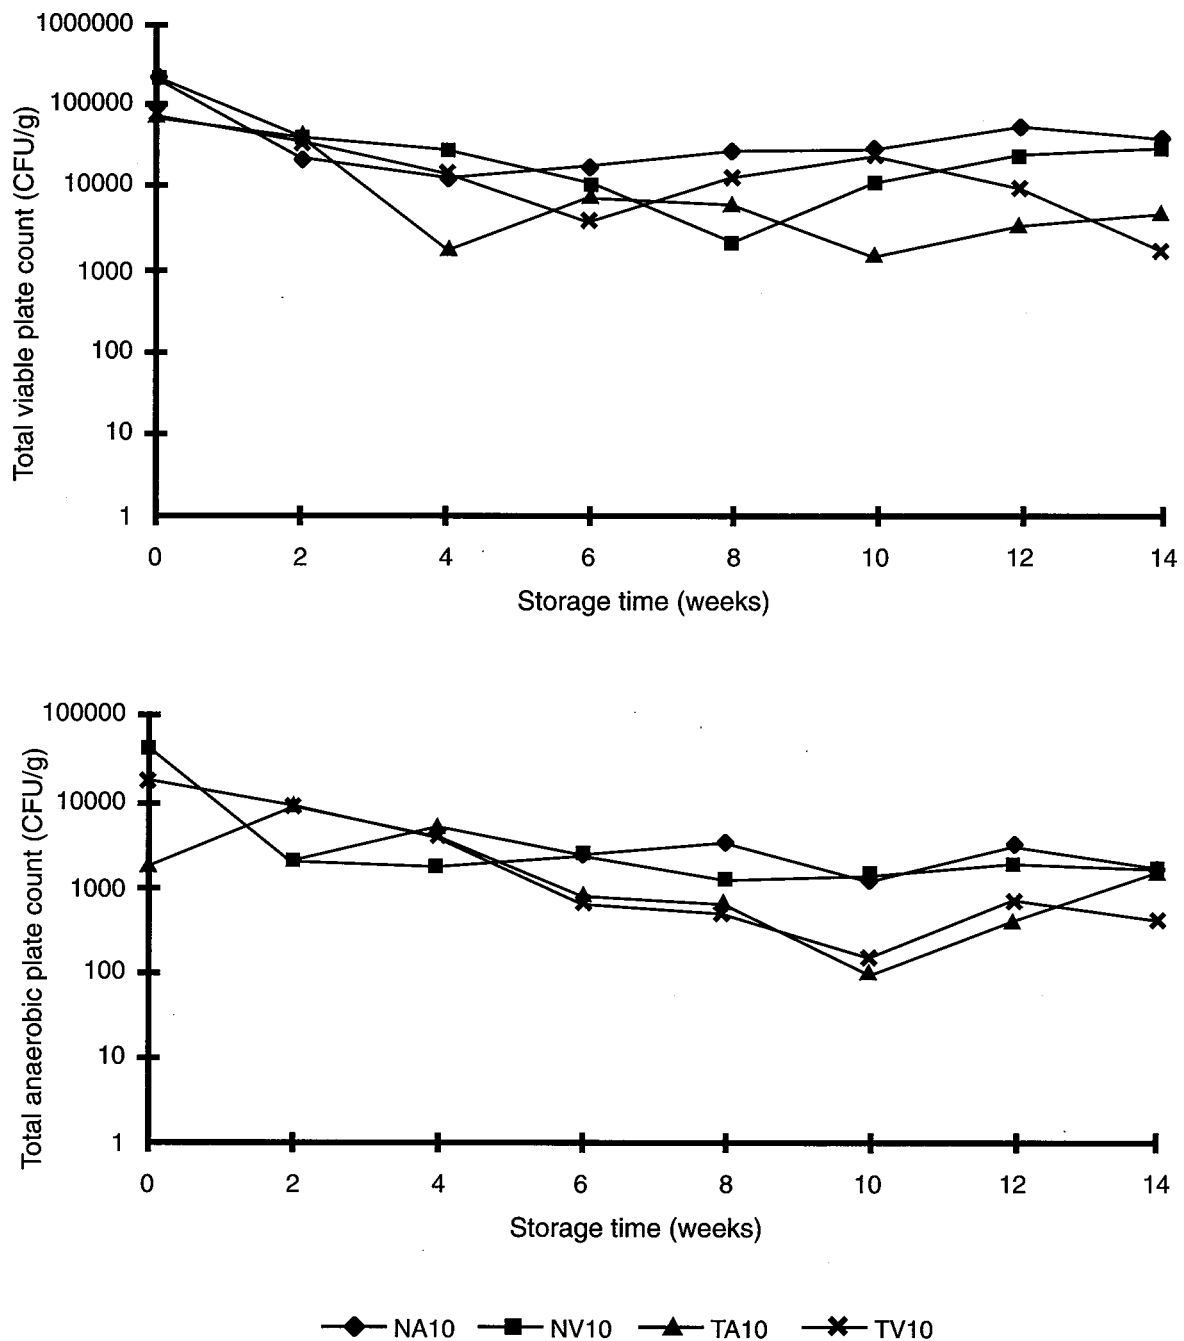 Total viable plate count (CFU/g)
1000000
100000
10000
1000
100
10
1
0 2 4 6 8 10 12 14
Storage time (weeks)
Total anaerobic plate count (CFU/g)
100000
10000
1000
100
10
1
0 2 4 6 8 10 12 14
Storage time (weeks)
NA10 NV10 TA10 TV10